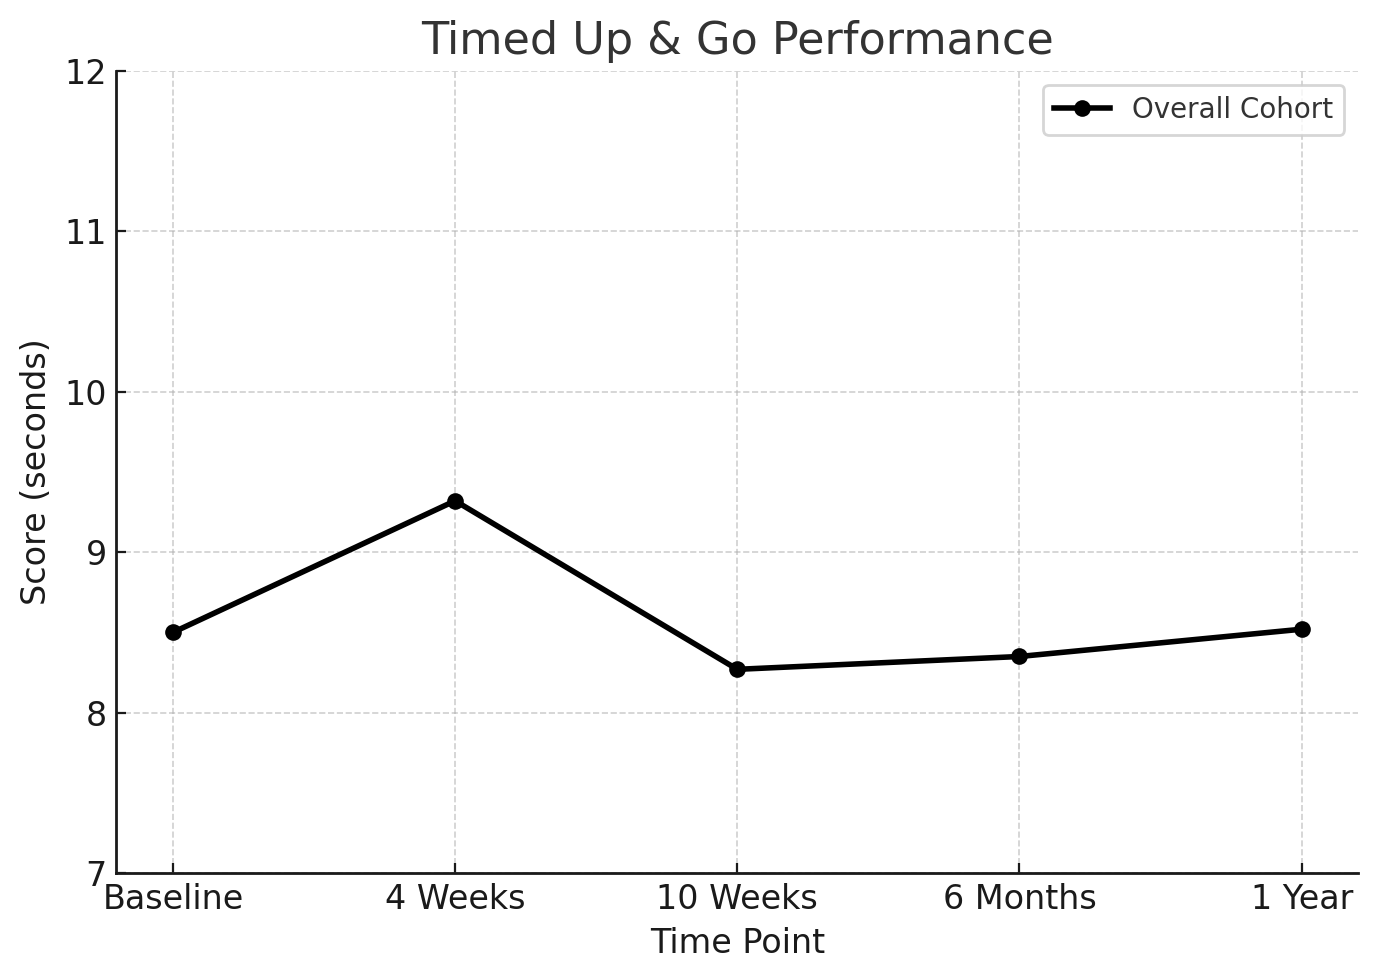 Timed Up & Go Performance
Overall Cohort
Score (seconds)
12
11
10
9
8
7
Baseline
4 Weeks
10 Weeks
6 Months
1 Year
Time Point